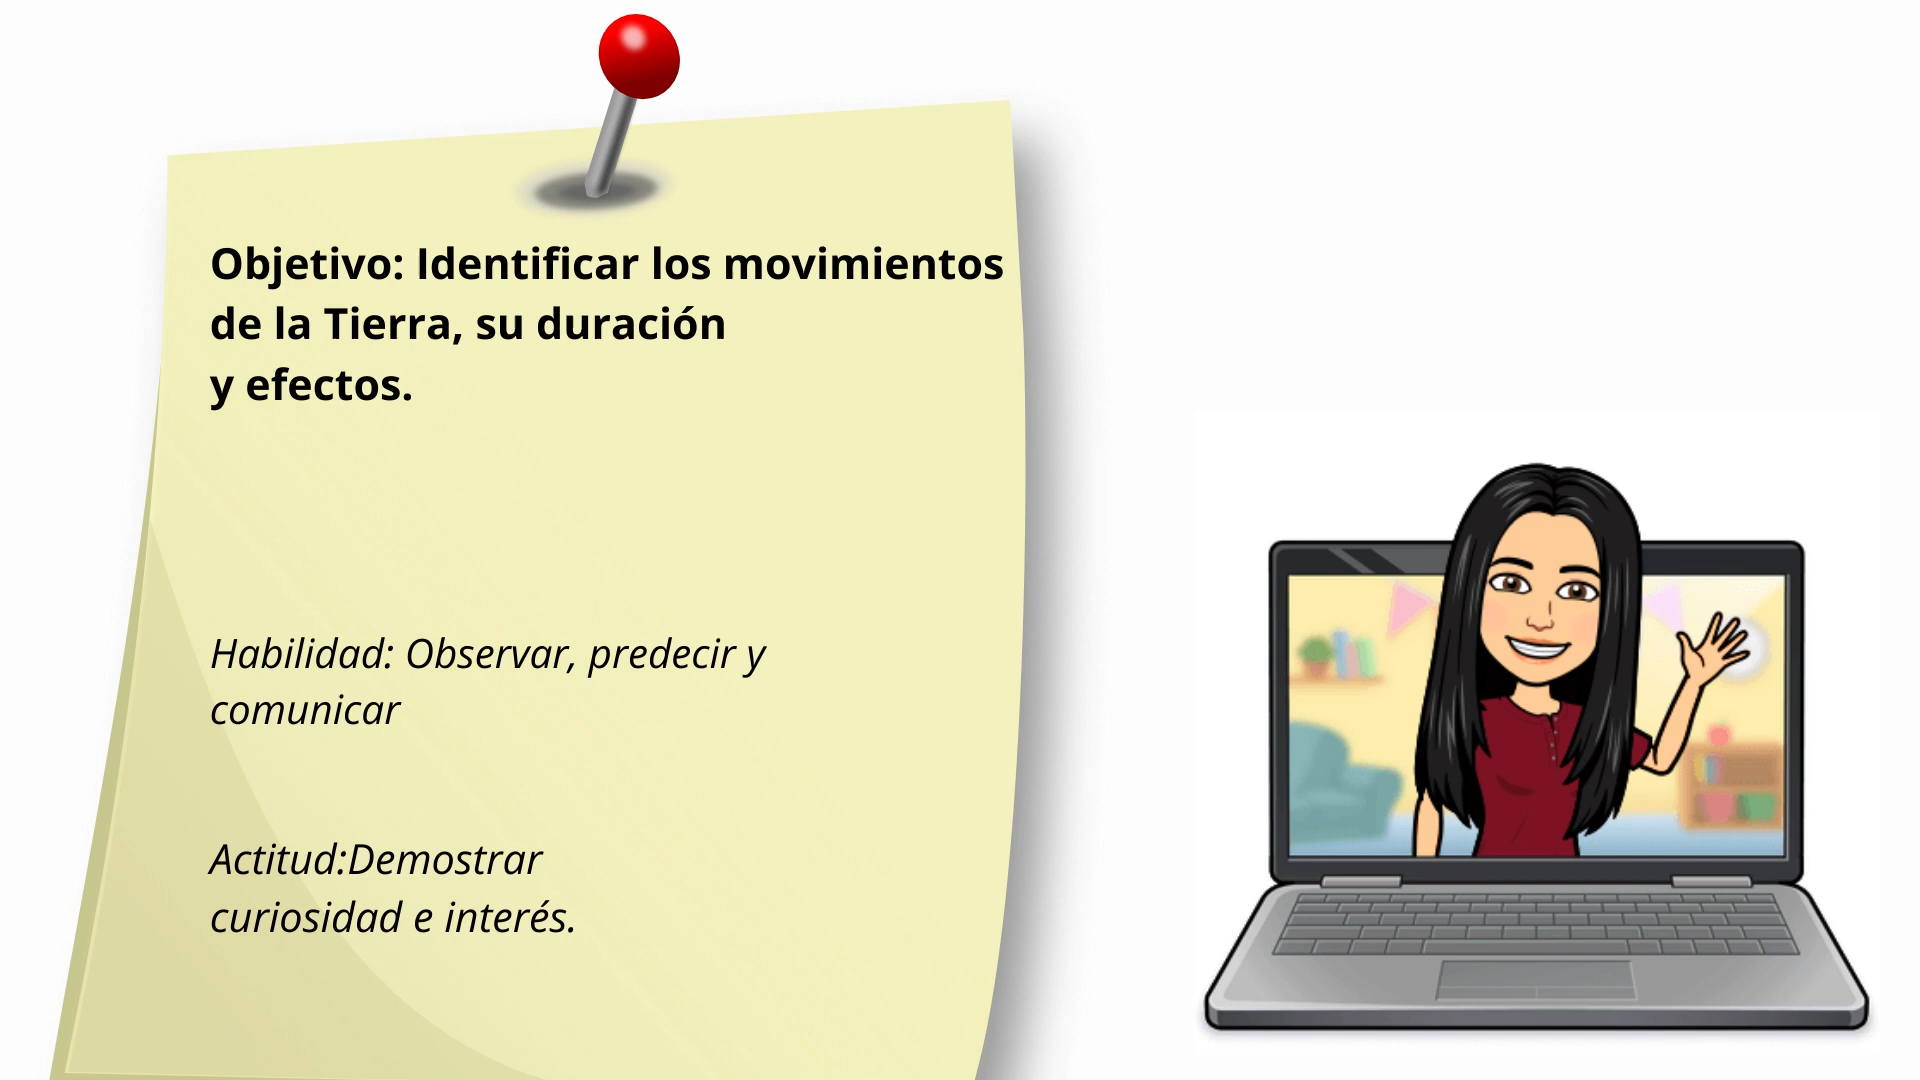 Objetivo: Identificar los movimientos
de la Tierra, su duración
y efectos.
Habilidad: Observar, predecir y
comunicar
Actitud:Demostrar
curiosidad e interés.